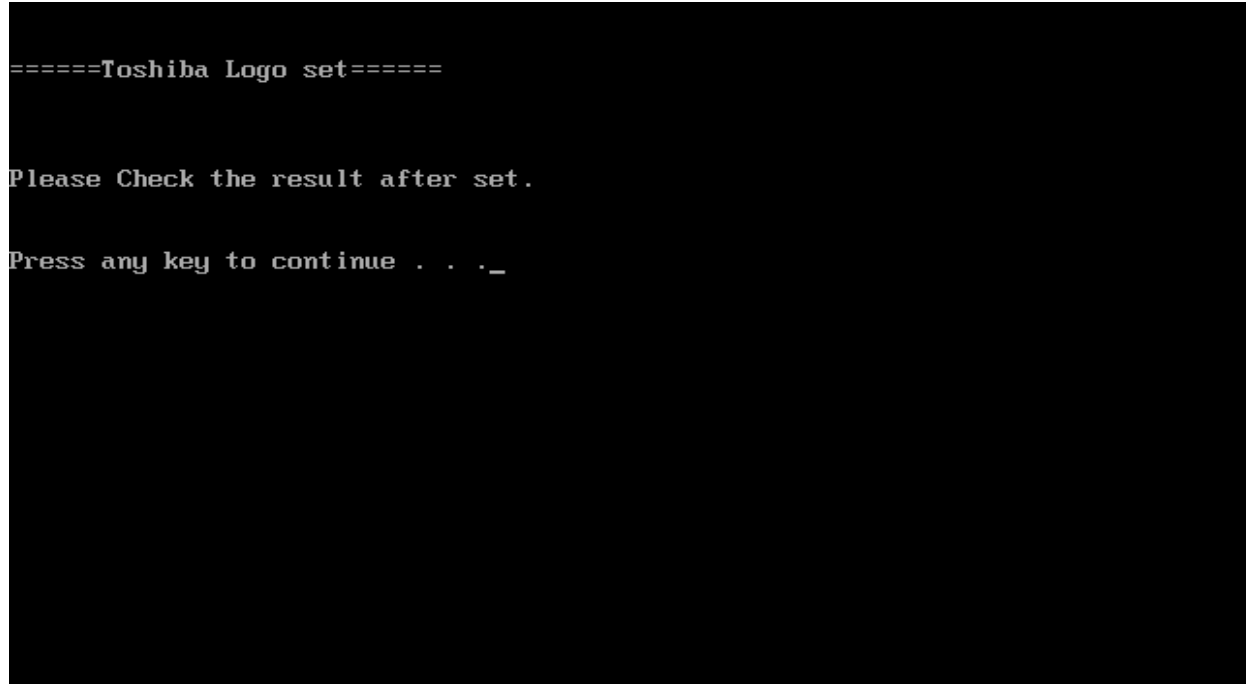 ======Toshiba Logo set======
Please Check the result after set.
Press any key to continue . . ._